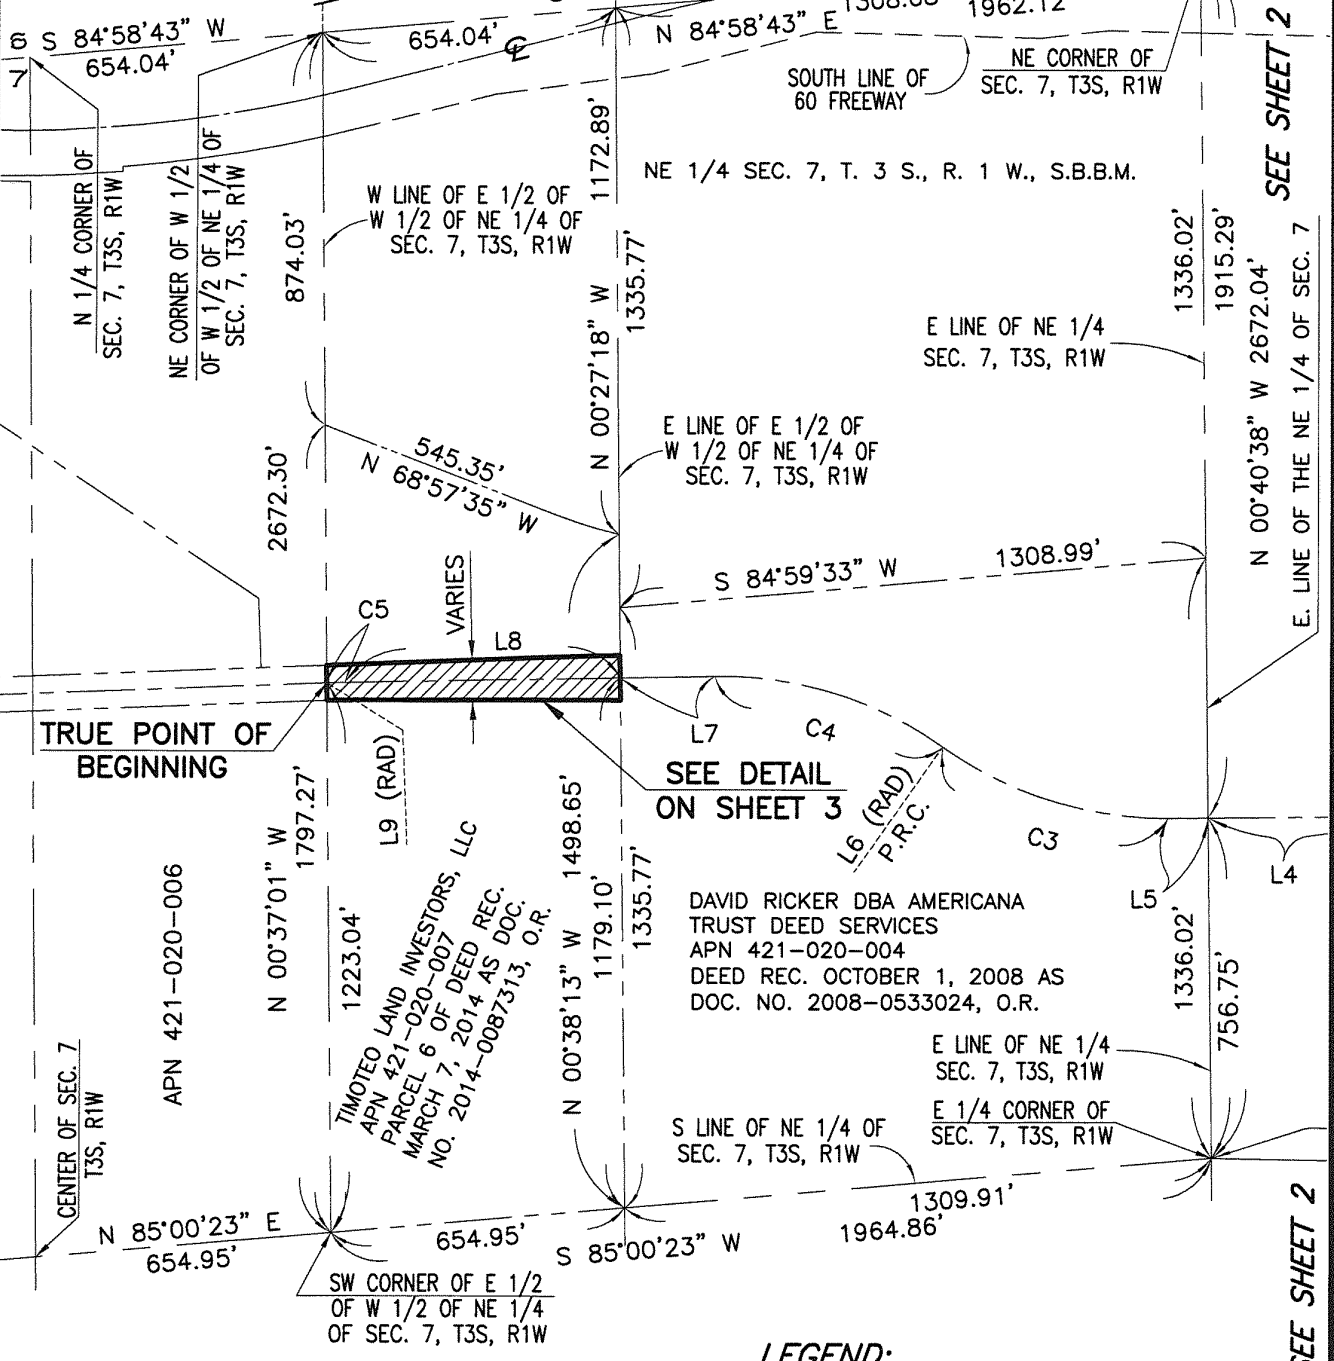 6
7
S 84°58'43" W
654.04'
654.04'
℄
N 84°58'43" E
1962.12'
SOUTH LINE OF
60 FREEWAY
NE CORNER OF
SEC. 7, T3S, R1W
SEE SHEET 2
N 1/4 CORNER OF
SEC. 7, T3S, R1W
NE CORNER OF W 1/2
OF W 1/2 OF NE 1/4 OF
SEC. 7, T3S, R1W
874.03'
W LINE OF E 1/2 OF
W 1/2 OF NE 1/4 OF
SEC. 7, T3S, R1W
1172.89'
NE 1/4 SEC. 7, T. 3 S., R. 1 W., S.B.B.M.
N 00°27'18" W
1335.77'
1336.02'
1915.29'
N 00°40'38" W 2672.04'
E. LINE OF THE NE 1/4 OF SEC. 7
E LINE OF NE 1/4
SEC. 7, T3S, R1W
2672.30'
545.35'
N 68°57'35" W
E LINE OF E 1/2 OF
W 1/2 OF NE 1/4 OF
SEC. 7, T3S, R1W
S 84°59'33" W
1308.99'
VARIES
C5
L8
TRUE POINT OF
BEGINNING
L9 (RAD)
L7
C4
SEE DETAIL
ON SHEET 3
L6 (RAD)
P.R.C.
C3
L5
L4
APN 421-020-006
N 00°37'01" W
1797.27'
1223.04'
TIMOTEO LAND INVESTORS, LLC
APN 421-020-007
PARCEL 6 OF DEED REC.
MARCH 7, 2014 AS DOC.
NO. 2014-0087313, O.R.
N 00°38'13" W
1498.65'
1179.10'
1335.77'
DAVID RICKER DBA AMERICANA
TRUST DEED SERVICES
APN 421-020-004
DEED REC. OCTOBER 1, 2008 AS
DOC. NO. 2008-0533024, O.R.
1336.02'
756.75'
E LINE OF NE 1/4
SEC. 7, T3S, R1W
E 1/4 CORNER OF
SEC. 7, T3S, R1W
S LINE OF NE 1/4 OF
SEC. 7, T3S, R1W
CENTER OF SEC. 7
T3S, R1W
N 85°00'23" E
654.95'
654.95'
S 85°00'23" W
1309.91'
1964.86'
SW CORNER OF E 1/2
OF W 1/2 OF NE 1/4
OF SEC. 7, T3S, R1W
SEE SHEET 2
LEGEND: